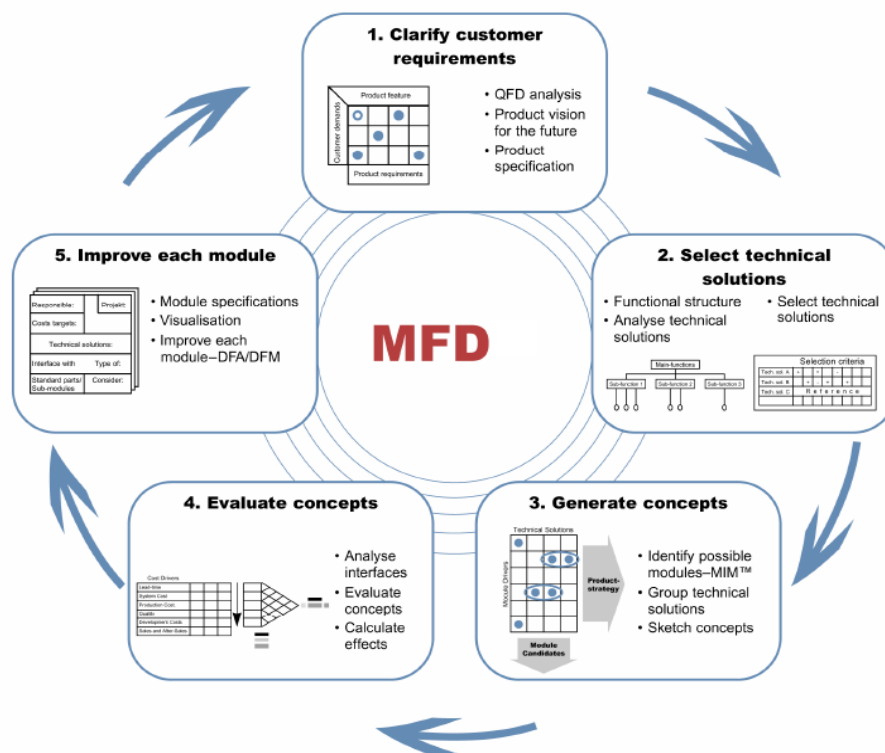 1. Clarify customer
requirements
Product feature
Customer demands
Product requirements
• QFD analysis
• Product vision
for the future
• Product
specification
2. Select technical
solutions
• Functional structure
• Analyse technical
solutions
• Select technical
solutions
Main-functions
Sub-function 1
Sub-function 2
Sub-function 3
Selection criteria
Tech. sol. A
Tech. sol. B
Tech. sol. C
Reference
3. Generate concepts
Technical Solutions
Module Drivers
Product-
strategy
Module
Candidates
• Identify possible
modules–MIM™
• Group technical
solutions
• Sketch concepts
4. Evaluate concepts
Cost Drivers
Lead-time
System Cost
Production Cost
Quality
Development Costs
Sales and After-Sales
• Analyse
interfaces
• Evaluate
concepts
• Calculate
effects
5. Improve each module
Responsible:
Projekt:
Costs targets:
Technical solutions:
Interface with
Type of:
Standard parts/
Sub-modules
Consider:
• Module specifications
• Visualisation
• Improve each
module–DFA/DFM
MFD